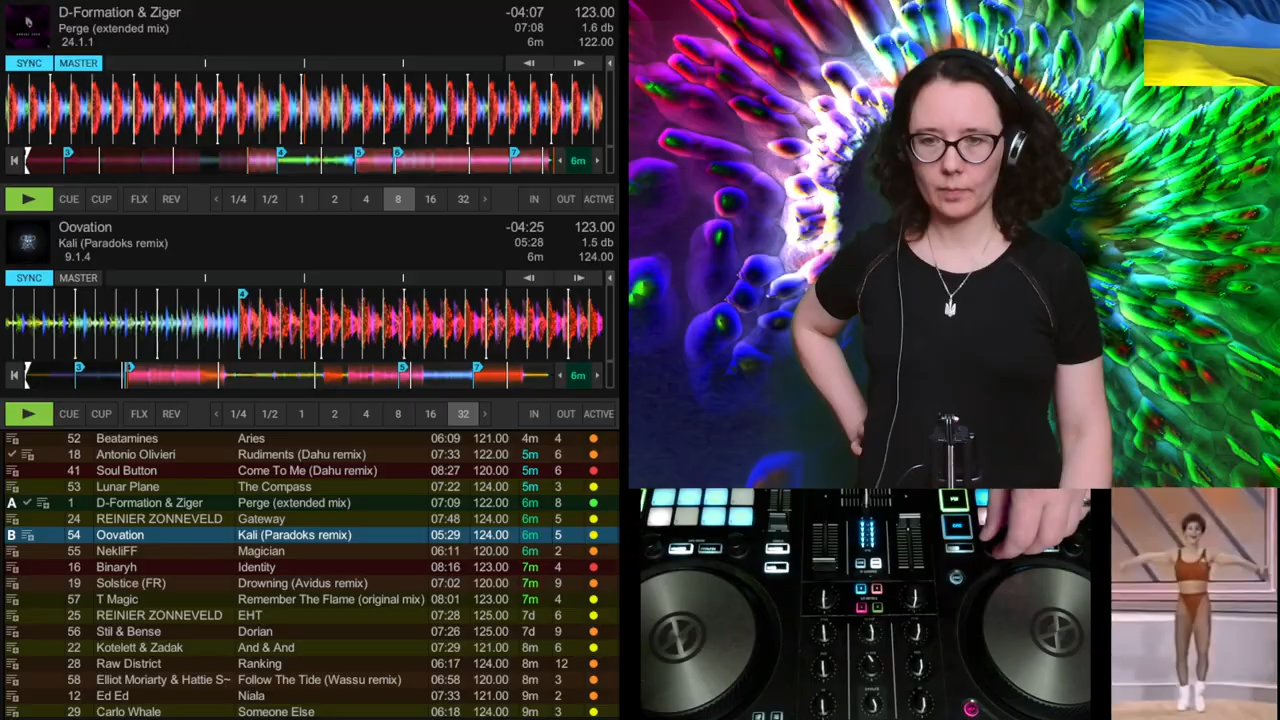 D-Formation & Ziger -04:07 123.00
Perge (extended mix) 07:08 1.6 db
24.1.1 6m 122.00
SYNC MASTER
3 4 5 6 7 6m
CUE CUP FLX REV 1/4 1/2 1 2 4 8 16 32 IN OUT ACTIVE
Oovation -04:25 123.00
Kali (Paradoks remix) 05:28 1.5 db
9.1.4 6m 124.00
SYNC MASTER
4
3 5 7 6m
CUE CUP FLX REV 1/4 1/2 1 2 4 8 16 32 IN OUT ACTIVE
52 Beatamines Aries 06:09 121.00 4m 4
18 Antonio Olivieri Rudiments (Dahu remix) 07:33 122.00 5m 6
41 Soul Button Come To Me (Dahu remix) 08:27 120.00 5m 6
53 Lunar Plane The Compass 07:22 124.00 5m 3
A 1 D-Formation & Ziger Perge (extended mix) 07:09 122.00 6m 8
24 REINIER ZONNEVELD Gateway 07:48 124.00 6m 9
B 54 Oovation Kali (Paradoks remix) 05:29 124.00 6m 5
55 NekliFF Magician 06:11 120.00 6m 2
16 Binaryh Identity 08:16 123.00 7m 4
19 Solstice (FR) Drowning (Avidus remix) 07:02 120.00 7m 9
57 T Magic Remember The Flame (original mix) 08:01 123.00 7m 4
25 REINIER ZONNEVELD EHT 07:28 125.00 7d 6
56 Stil & Bense Dorian 07:26 125.00 7d 9
22 Kotelett & Zadak And & And 07:29 121.00 8m 6
28 Raw District Ranking 06:17 124.00 8m 12
58 Elliot Moriarty & Hattie S~ Follow The Tide (Wassu remix) 06:58 120.00 8m 3
12 Ed Ed Niala 07:33 121.00 9m 2
29 Carlo Whale Someone Else 06:18 124.00 9m 3